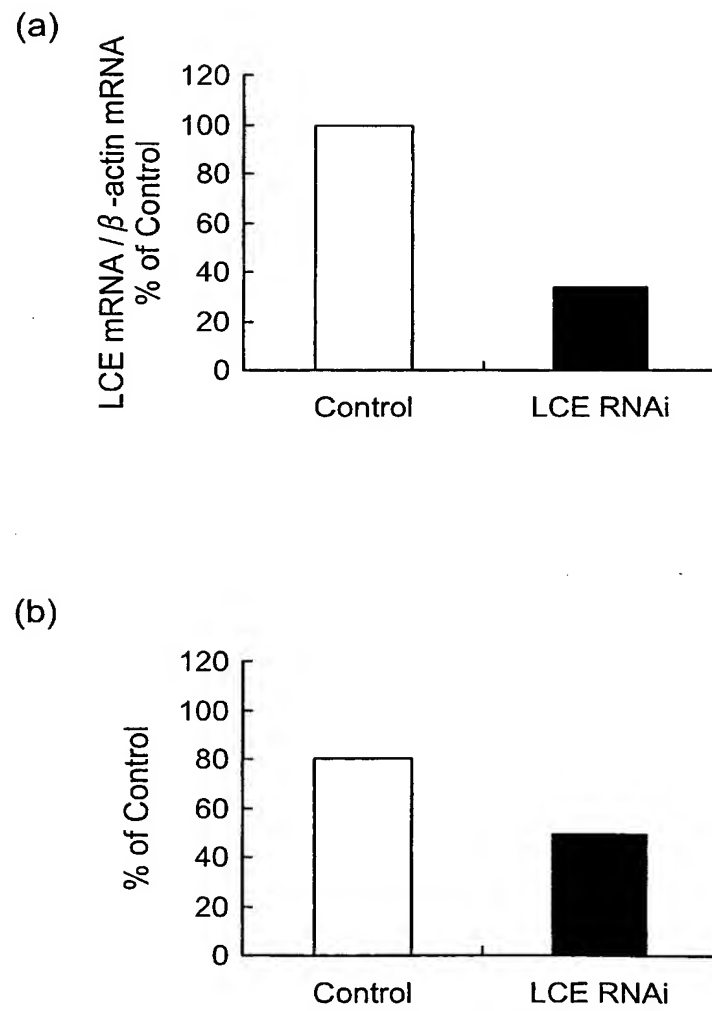 (a)
LCE mRNA / β-actin mRNA
% of Control
120
100
80
60
40
20
0
Control LCE RNAi
(b)
% of Control
120
100
80
60
40
20
0
Control LCE RNAi